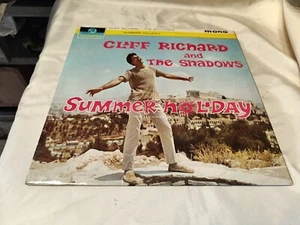 mono
CLIFF RICHARD
and
THE SHADOWS
SUMMER HOLIDAY